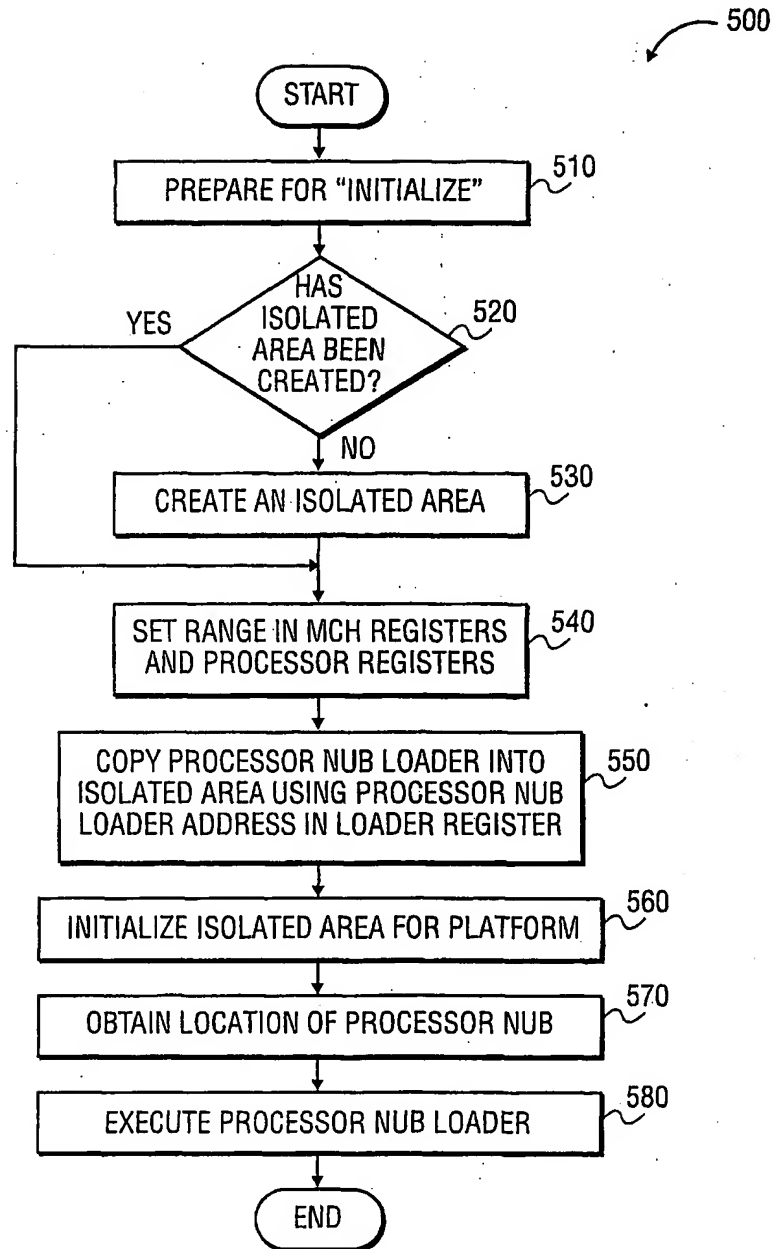 500
START
PREPARE FOR "INITIALIZE"
510
HAS
ISOLATED
AREA BEEN
CREATED?
520
YES
NO
CREATE AN ISOLATED AREA
530
SET RANGE IN MCH REGISTERS
AND PROCESSOR REGISTERS
540
COPY PROCESSOR NUB LOADER INTO
ISOLATED AREA USING PROCESSOR NUB
LOADER ADDRESS IN LOADER REGISTER
550
INITIALIZE ISOLATED AREA FOR PLATFORM
560
OBTAIN LOCATION OF PROCESSOR NUB
570
EXECUTE PROCESSOR NUB LOADER
580
END